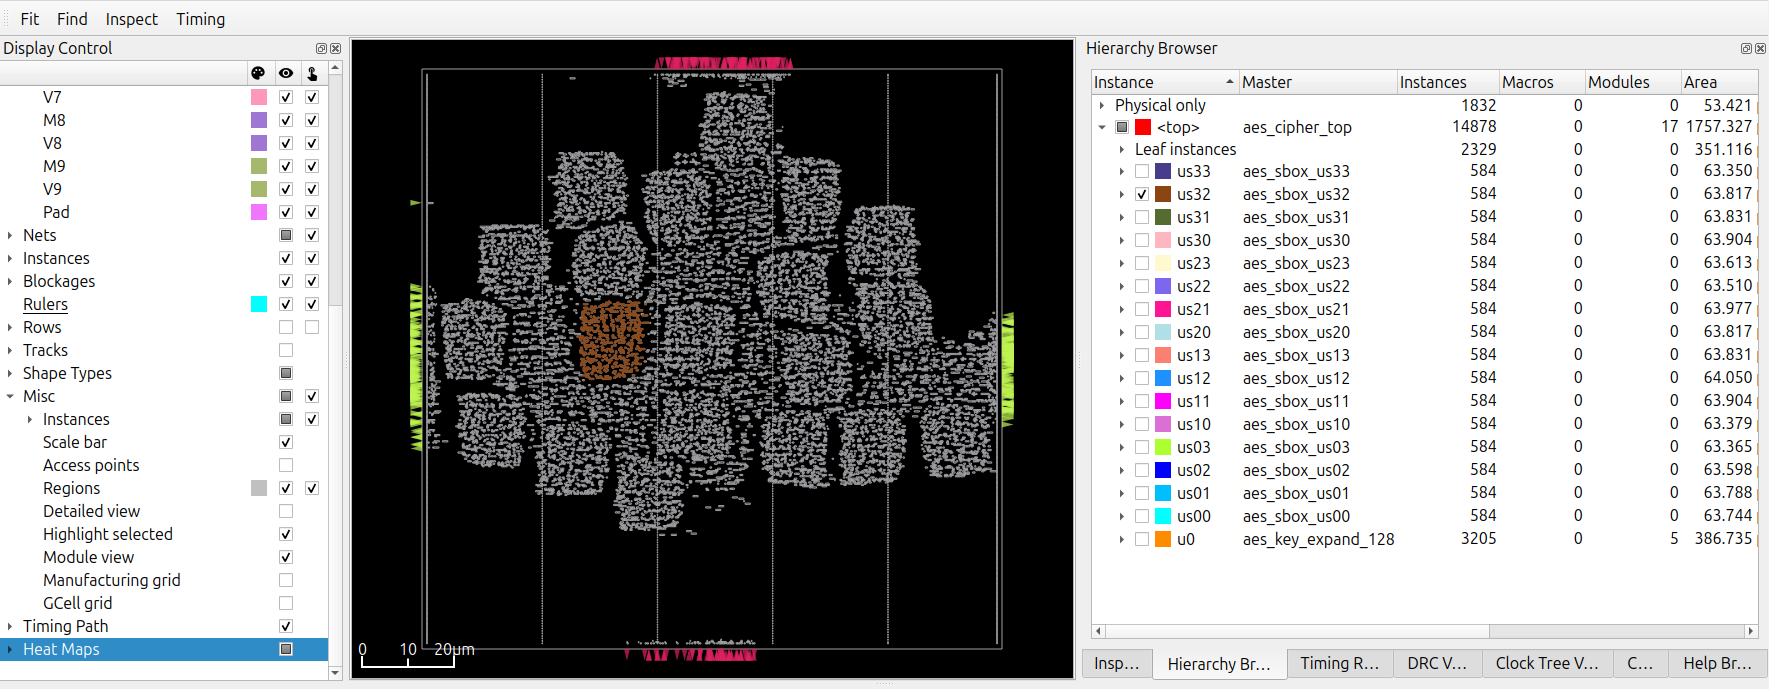 Fit Find Inspect Timing
Display Control
V7
M8
V8
M9
V9
Pad
Nets
Instances
Blockages
Rulers
Rows
Tracks
Shape Types
Misc
Instances
Scale bar
Access points
Regions
Detailed view
Highlight selected
Module view
Manufacturing grid
GCell grid
Timing Path
Heat Maps
0 10 20um
Hierarchy Browser
Instance Master Instances Macros Modules Area
Physical only 1832 0 0 53.421
<top> aes_cipher_top 14878 0 17 1757.327
Leaf instances 2329 351.116
us33 aes_sbox_us33 584 0 0 63.350
us32 aes_sbox_us32 584 0 0 63.817
us31 aes_sbox_us31 584 0 0 63.831
us30 aes_sbox_us30 584 0 0 63.904
us23 aes_sbox_us23 584 0 0 63.613
us22 aes_sbox_us22 584 0 0 63.510
us21 aes_sbox_us21 584 0 0 63.977
us20 aes_sbox_us20 584 0 0 63.817
us13 aes_sbox_us13 584 0 0 63.831
us12 aes_sbox_us12 584 0 0 64.050
us11 aes_sbox_us11 584 0 0 63.904
us10 aes_sbox_us10 584 0 0 63.379
us03 aes_sbox_us03 584 0 0 63.365
us02 aes_sbox_us02 584 0 0 63.598
us01 aes_sbox_us01 584 0 0 63.788
us00 aes_sbox_us00 584 0 0 63.744
u0 aes_key_expand_128 3205 0 5 386.735
Insp... Hierarchy Br... Timing R... DRC V... Clock Tree V... C... Help Br...